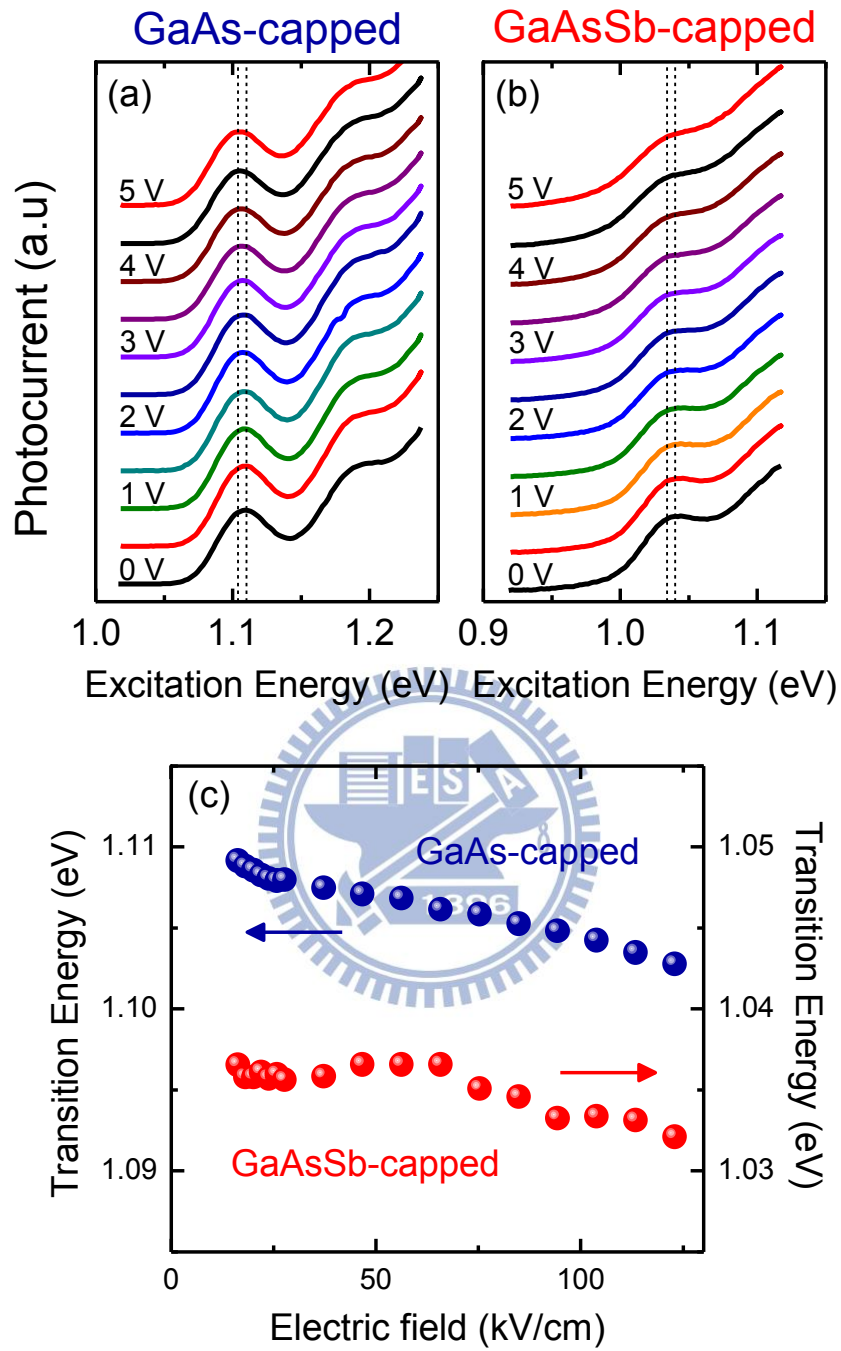 GaAs-capped
GaAsSb-capped
(a)
(b)
Photocurrent (a.u)
5 V
4 V
3 V
2 V
1 V
0 V
5 V
4 V
3 V
2 V
1 V
0 V
1.0
1.1
1.2
0.9
1.0
1.1
Excitation Energy (eV)
Excitation Energy (eV)
(c)
E S A
1896
GaAs-capped
GaAsSb-capped
Transition Energy (eV)
1.11
1.10
1.09
Transition Energy (eV)
1.05
1.04
1.03
0
50
100
Electric field (kV/cm)